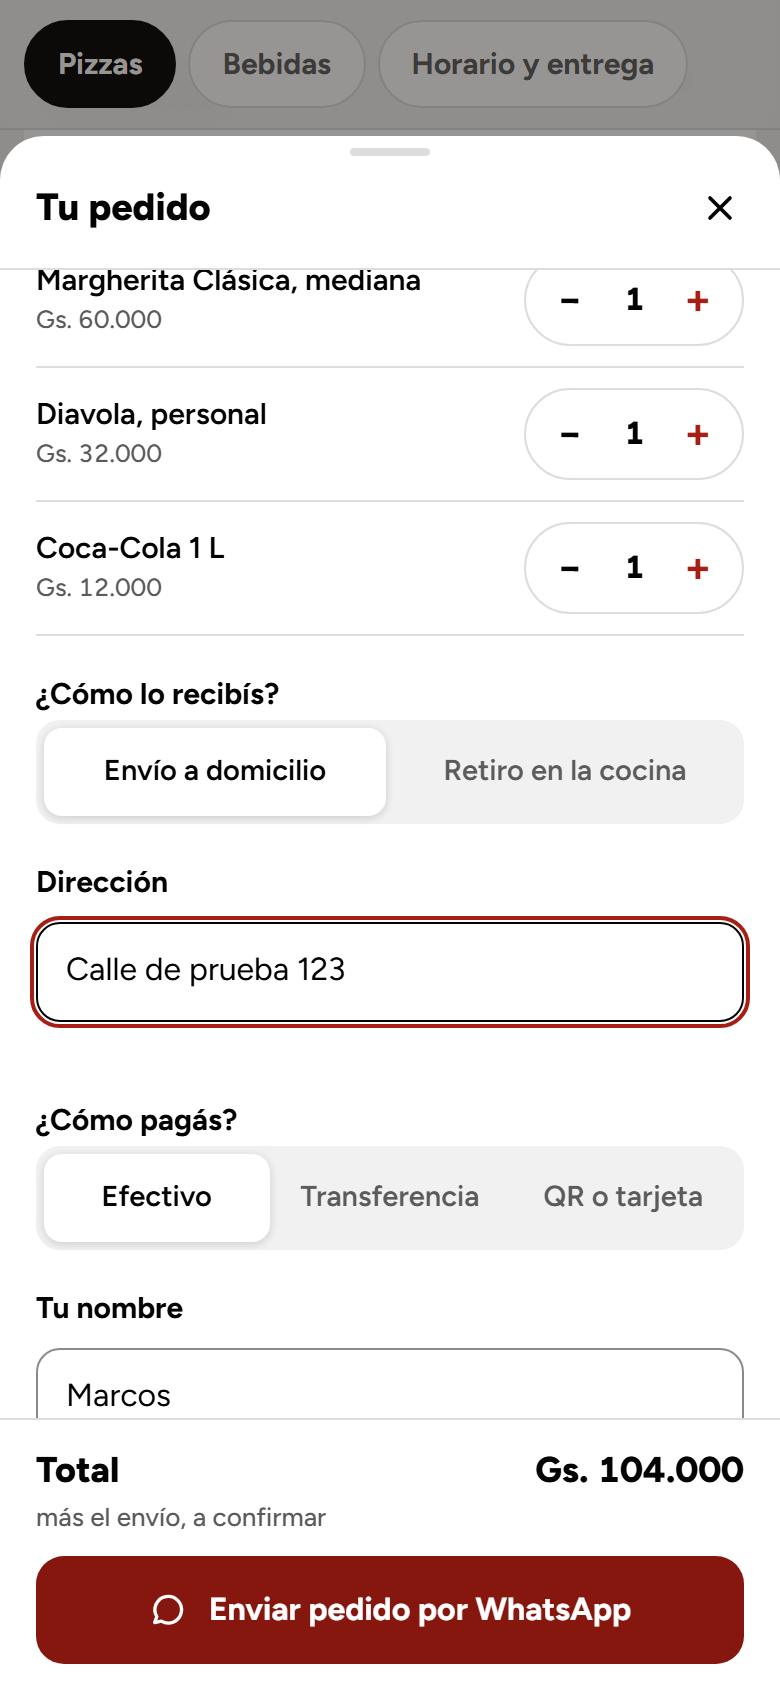 Pizzas
Bebidas
Horario y entrega
Tu pedido
Margherita Clásica, mediana
Gs. 60.000
− 1 +
Diavola, personal
Gs. 32.000
− 1 +
Coca-Cola 1 L
Gs. 12.000
− 1 +
¿Cómo lo recibís?
Envío a domicilio
Retiro en la cocina
Dirección
Calle de prueba 123
¿Cómo pagás?
Efectivo
Transferencia
QR o tarjeta
Tu nombre
Marcos
Total
Gs. 104.000
más el envío, a confirmar
Enviar pedido por WhatsApp